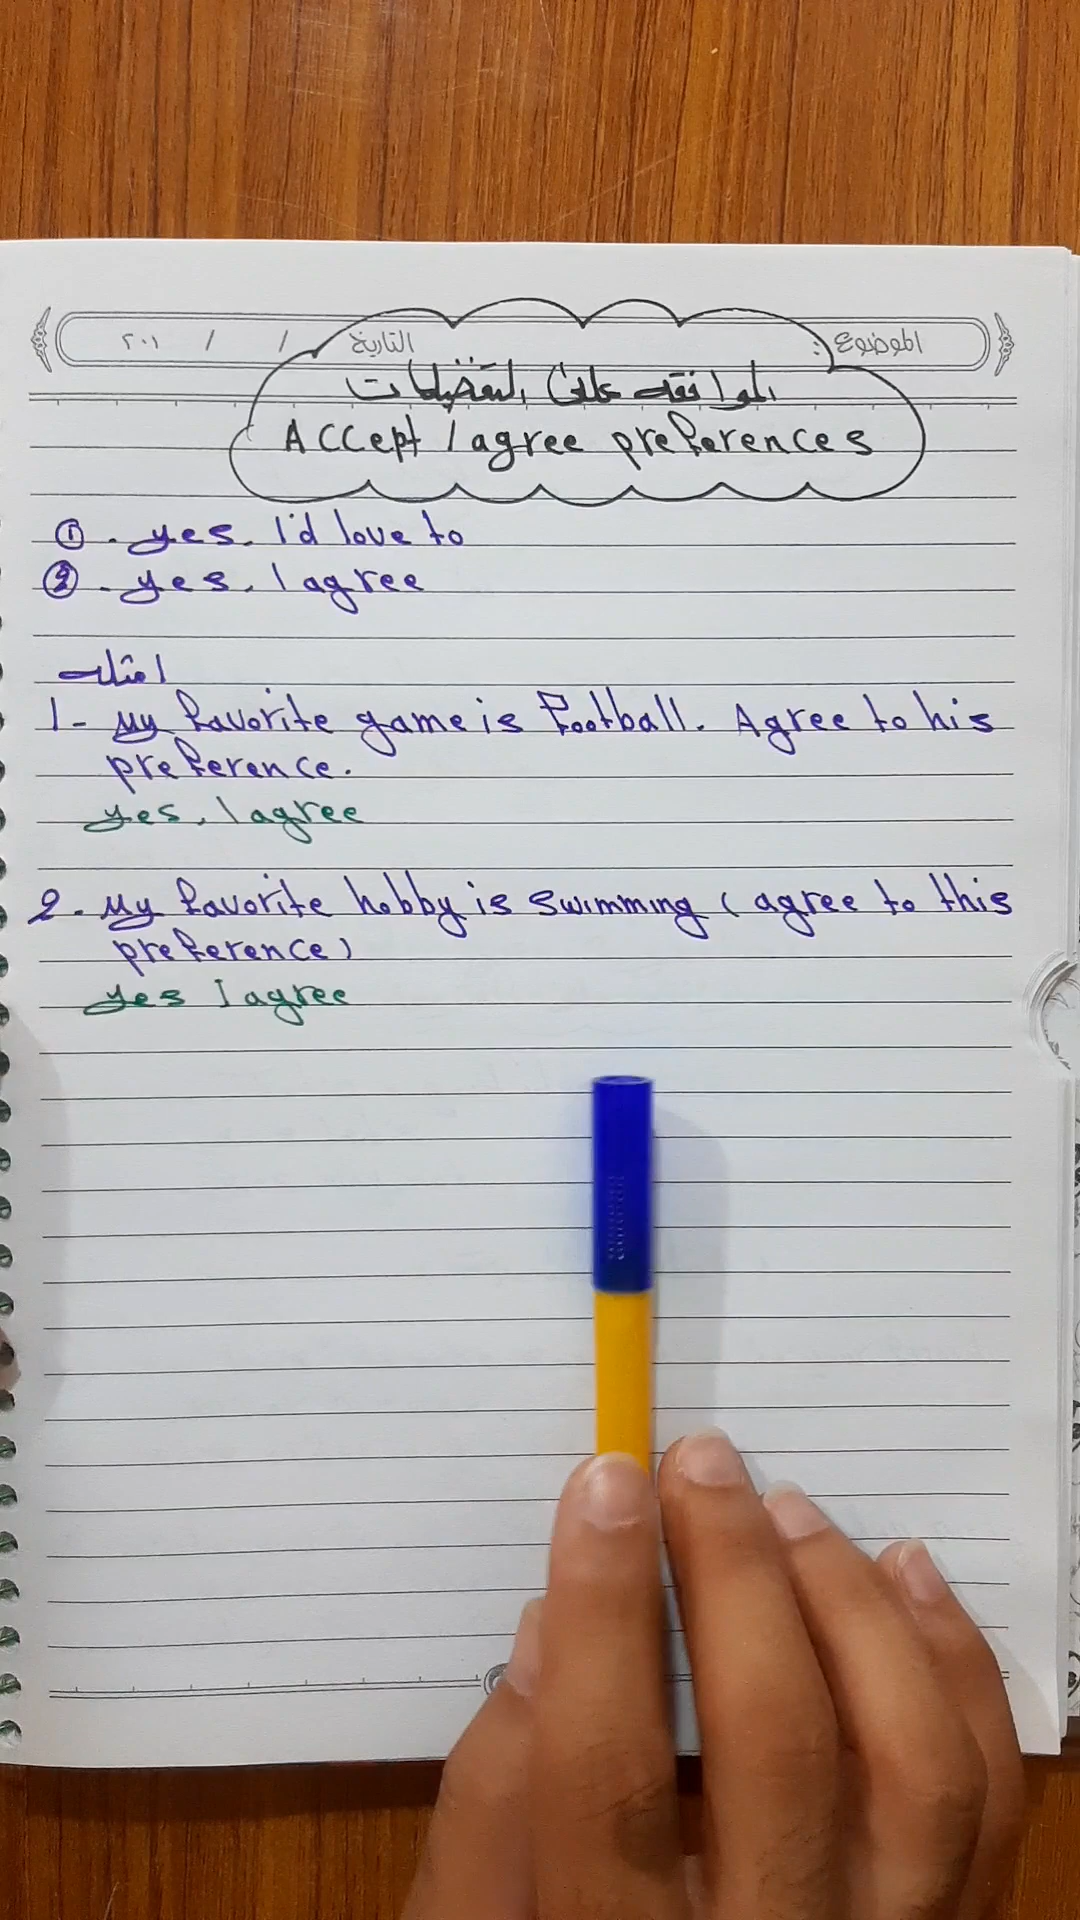 الموضوع: التاريخ / / ٢٠١
الموافقه على التفضيلات
Accept / agree preferences
① . yes. I'd love to
② . yes. I agree
امثله
1- My favorite game is Football. Agree to his
preference.
yes. I agree
2. My favorite hobby is swimming ( agree to this
preference)
yes I agree